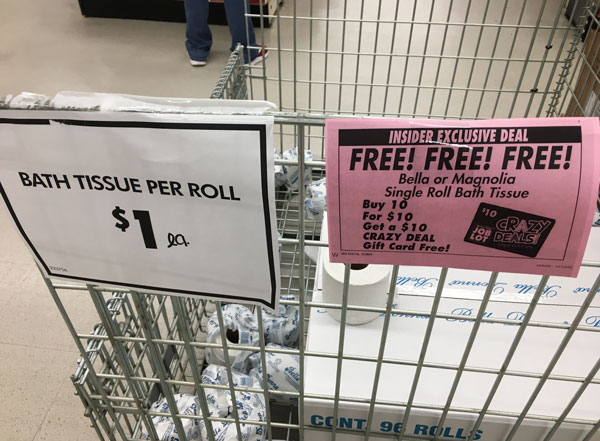 BATH TISSUE PER ROLL
$1 ea.
INSIDER EXCLUSIVE DEAL
FREE! FREE! FREE!
Bella or Magnolia
Single Roll Bath Tissue
Buy 10
For $10
Get a $10
CRAZY DEAL
Gift Card Free!
$10
CRAZY
DEALS!
JOB
LOT
CONT. 96 ROLLS